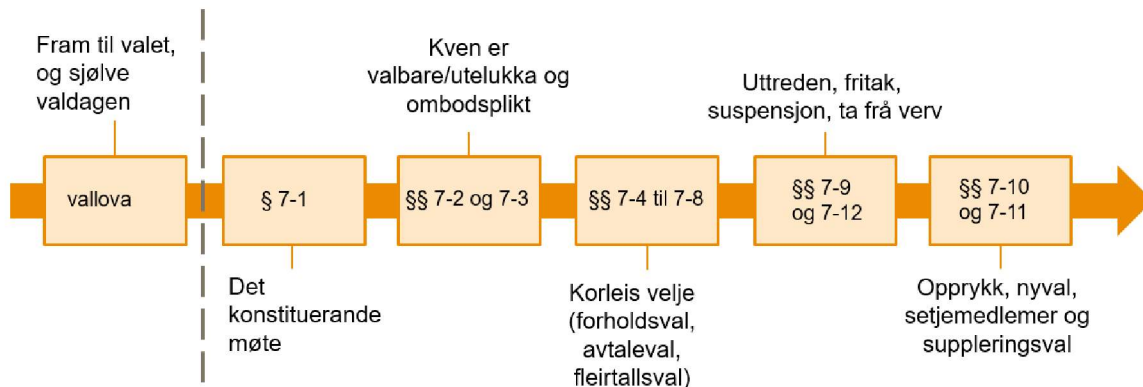 Fram til valet,
og sjølve
valdagen
vallova
§ 7-1
Det
konstituerande
møte
Kven er
valbare/utelukka og
ombodsplikt
§§ 7-2 og 7-3
§§ 7-4 til 7-8
Korleis velje
(forholdsval,
avtaleval,
fleirtallsval)
Uttreden, fritak,
suspensjon, ta frå verv
§§ 7-9
og 7-12
§§ 7-10
og 7-11
Opprykk, nyval,
setjemedlemer og
suppleringsval